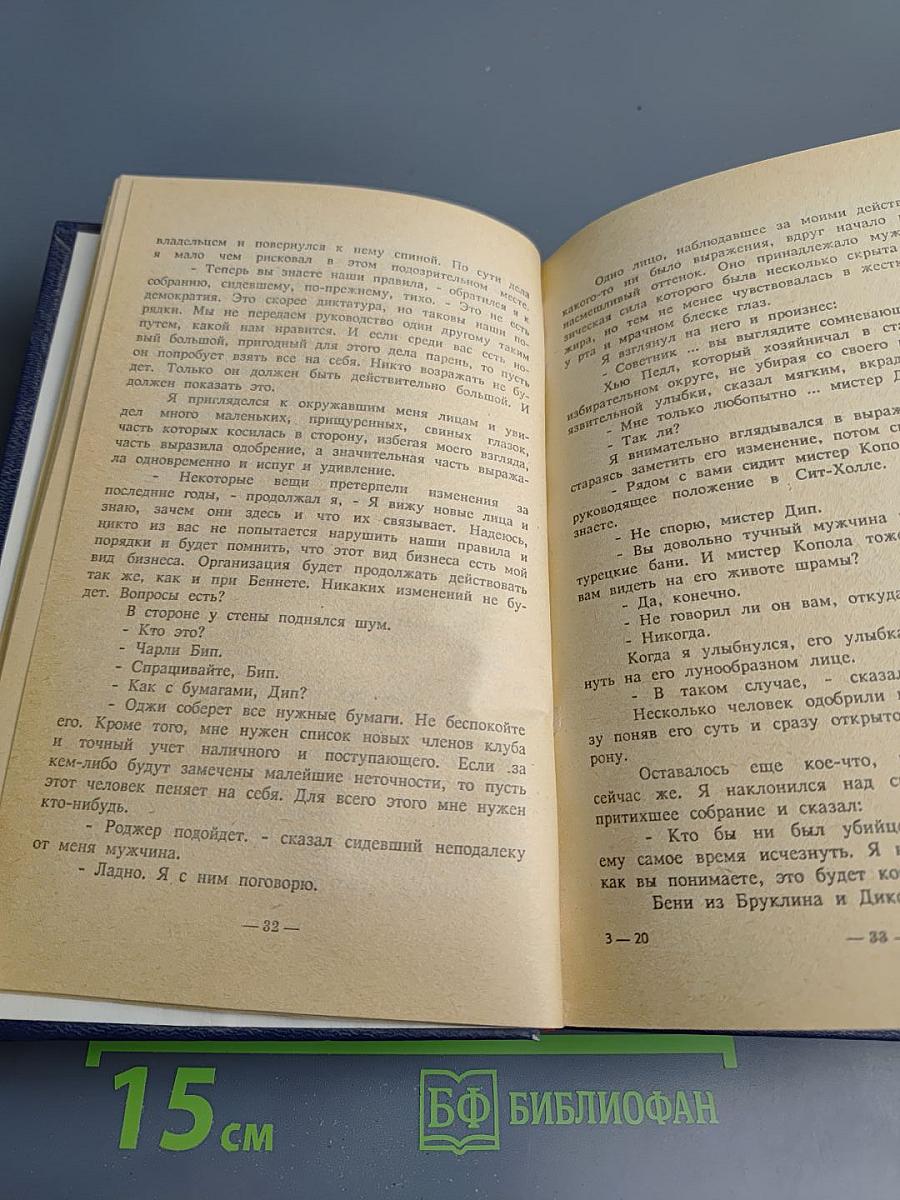 владельцем и повернулся к нему спиной. По сути дела
я мало чем рисковал в этом подозрительном месте.
- Теперь вы знаете наши правила, - обратился я к
собранию, сидевшему, по-прежнему, тихо. - Это не есть
демократия. Это скорее диктатура, но таковы наши по-
рядки. Мы не передаем руководство один другому таким
путем, какой нам нравится. И если среди вас есть но-
вый большой, пригодный для этого дела парень, то пусть
он попробует взять все на себя. Никто возражать не бу-
дет. Только он должен быть действительно большой. И
должен показать это.
Я пригляделся к окружавшим меня лицам и уви-
дел много маленьких, прищуренных, свиных глазок,
часть которых косилась в сторону, избегая моего взгляда,
часть выразила одобрение, а значительная часть выража-
ла одновременно и испуг и удивление.
- Некоторые вещи претерпели изменения за
последние годы, - продолжал я, - Я вижу новые лица и
знаю, зачем они здесь и что их связывает. Надеюсь,
цикто из вас не попытается нарушить наши правила и
порядки и будет помнить, что этот вид бизнеса есть мой
вид бизнеса. Организация будет продолжать действовать
так же, как и при Беннете. Никаких изменений не бу-
дет. Вопросы есть?
В стороне у стены поднялся шум.
- Кто это?
- Чарли Бип.
- Спрашивайте, Бип.
- Как с бумагами, Дип?
- Оджи соберет все нужные бумаги. Не беспокойте
его. Кроме того, мне нужен список новых членов клуба
и точный учет наличного и поступающего. Если за
кем-либо будут замечены малейшие неточности, то пусть
этот человек пеняет на себя. Для всего этого мне нужен
кто-нибудь.
- Роджер подойдет. - сказал сидевший неподалеку
от меня мужчина.
- Ладно. Я с ним поговорю.
— 32 —
Одно лицо, наблюдавшее за моими действ
какого-то ни было выражения, вдруг начало
насмешливый оттенок. Оно принадлежало муж
зическая сила которого была несколько скрыта
жира, но тем не менее чувствовалась в жестк
у рта и мрачном блеске глаз.
Я взглянул на него и произнес:
- Советник ... вы выглядите сомневающ
Хью Педл, который хозяйничал в ста
избирательном округе, не убирая со своего
язвительной улыбки, сказал мягким, вкрад
- Мне только любопытно ... мистер Д
- Так ли?
Я внимательно вглядывался в выраж
стараясь заметить его изменение, потом ск
- Рядом с вами сидит мистер Копол
руководящее положение в Сит-Холле.
знаете.
- Не спорю, мистер Дип.
- Вы довольно тучный мужчина
турецкие бани. И мистер Копола тоже
вам видеть на его животе шрамы?
- Да, конечно.
- Не говорил ли он вам, откуда
- Никогда.
Когда я улыбнулся, его улыбка
нуть на его лунообразном лице.
- В таком случае, - сказал
Несколько человек одобрили
зу поняв его суть и сразу открыто
рону.
Оставалось еще кое-что,
сейчас же. Я наклонился над с
притихшее собрание и сказал:
- Кто бы ни был убийце
ему самое время исчезнуть. Я
как вы понимаете, это будет ко
Бени из Бруклина и Дикс
3 — 20
— 33 —
15 см
БФ БИБЛИОФАН